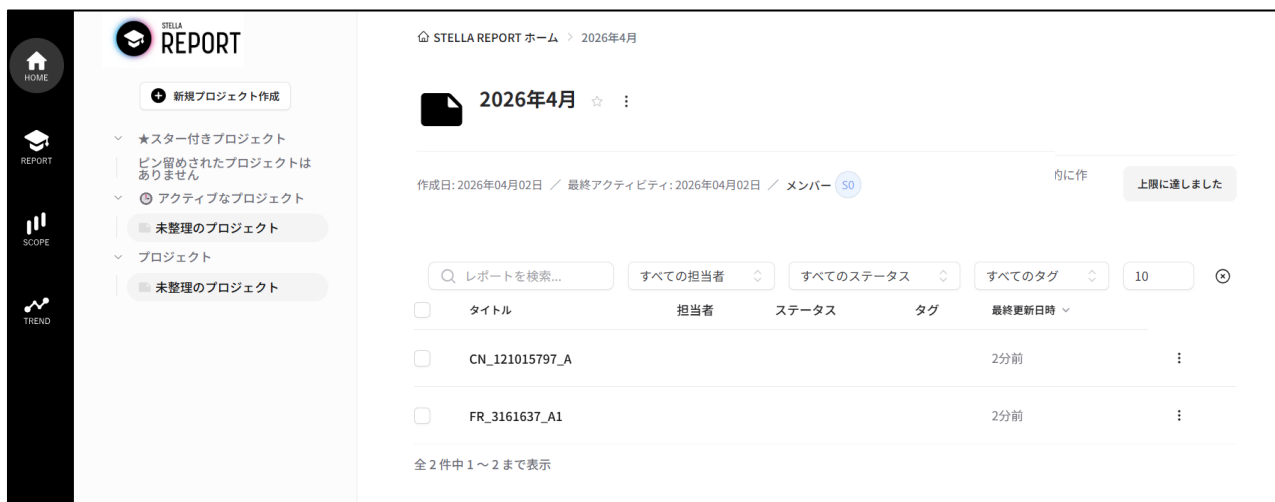 HOME
REPORT
SCOPE
TREND
STELLA
REPORT
新規プロジェクト作成
★スター付きプロジェクト
ピン留めされたプロジェクトは
ありません
アクティブなプロジェクト
未整理のプロジェクト
プロジェクト
未整理のプロジェクト
STELLA REPORT ホーム > 2026年4月
2026年4月
作成日: 2026年04月02日 / 最終アクティビティ: 2026年04月02日 / メンバー S0
的に作
上限に達しました
レポートを検索... すべての担当者 すべてのステータス すべてのタグ 10
タイトル 担当者 ステータス タグ 最終更新日時
CN_121015797_A 2分前
FR_3161637_A1 2分前
全 2 件中 1 ～ 2 まで表示